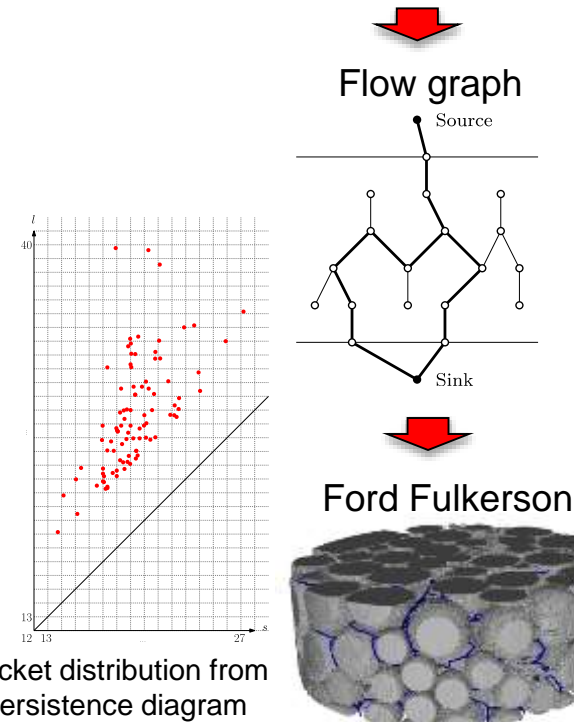 Flow graph
Source
Sink
Ford Fulkerson
l
40
13
12 13
...
27
s
cket distribution from
ersistence diagram